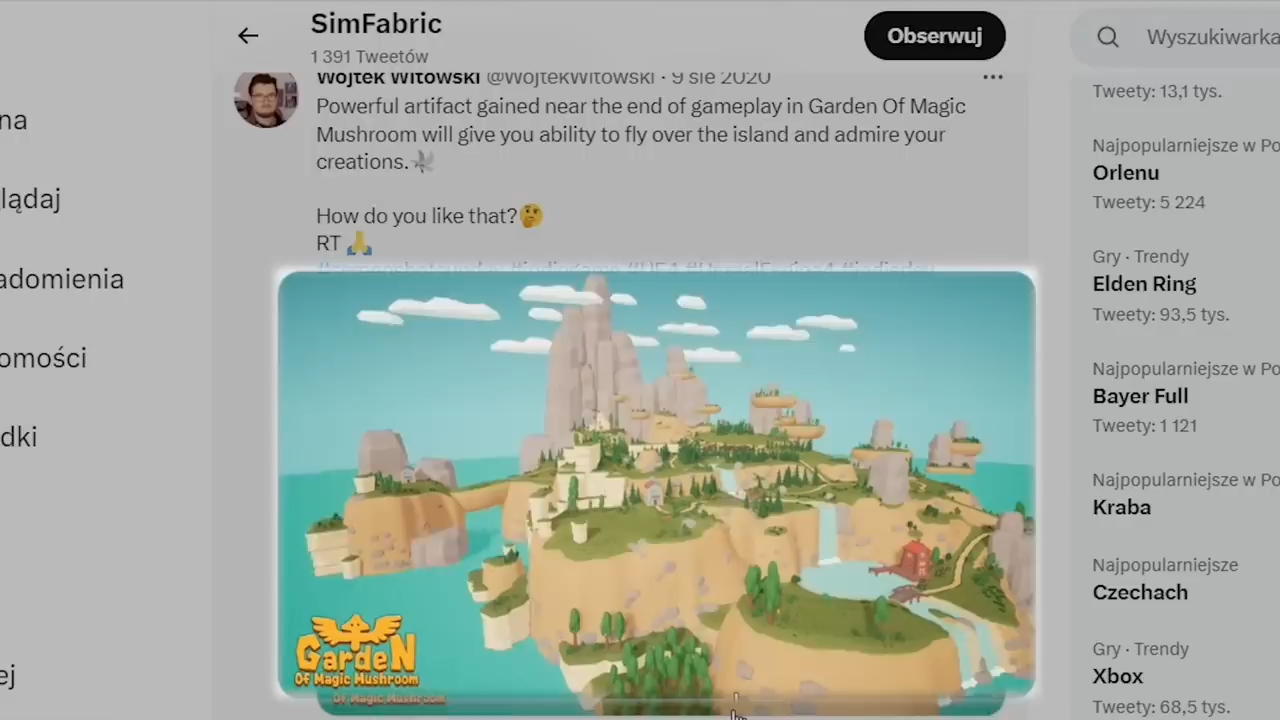 SimFabric
1 391 Tweetów
Obserwuj
Wyszukiwarka
Wojtek Witowski @WojtekWitowski · 9 sie 2020
Powerful artifact gained near the end of gameplay in Garden Of Magic
Mushroom will give you ability to fly over the island and admire your
creations.
How do you like that?🤔
RT 🙏
GardeN
Of Magic Mushroom
Of Magic Mushroom
na
lądaj
adomienia
omości
dki
ej
Tweety: 13,1 tys.
Najpopularniejsze w Po
Orlenu
Tweety: 5 224
Gry · Trendy
Elden Ring
Tweety: 93,5 tys.
Najpopularniejsze w Po
Bayer Full
Tweety: 1 121
Najpopularniejsze w Po
Kraba
Najpopularniejsze
Czechach
Gry · Trendy
Xbox
Tweety: 68,5 tys.